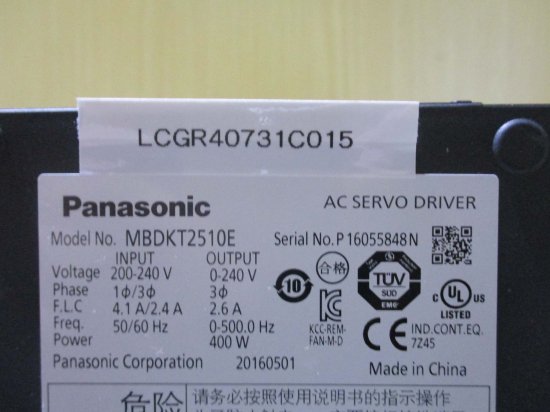 LCGR40731C015
Panasonic AC SERVO DRIVER
Model No. MBDKT2510E Serial No. P16055848N
INPUT OUTPUT
Voltage 200-240 V 0-240 V
Phase 1ϕ/3ϕ 3ϕ
F.L.C 4.1 A/2.4 A 2.6 A
Freq. 50/60 Hz 0-500.0 Hz
Power 400 W
合格
10
KCC-REM-
FAN-M-D
TÜV
SUD
EMC
c UL US
LISTED
CE IND.CONT.EQ.
7Z45
Panasonic Corporation 20160501 Made in China
危险 请务必按照使用说明书的指示操作